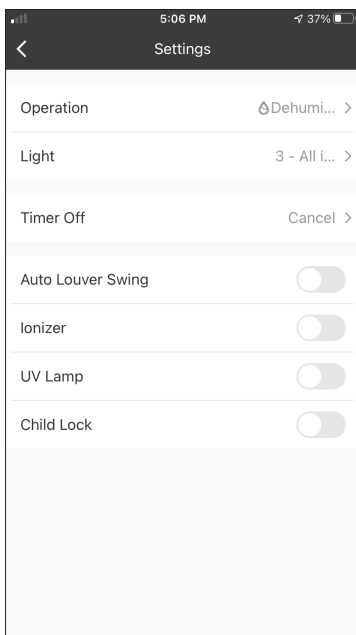 5:06 PM
37%
Settings
Operation
Dehumi...
Light
3 - All i...
Timer Off
Cancel
Auto Louver Swing
Ionizer
UV Lamp
Child Lock